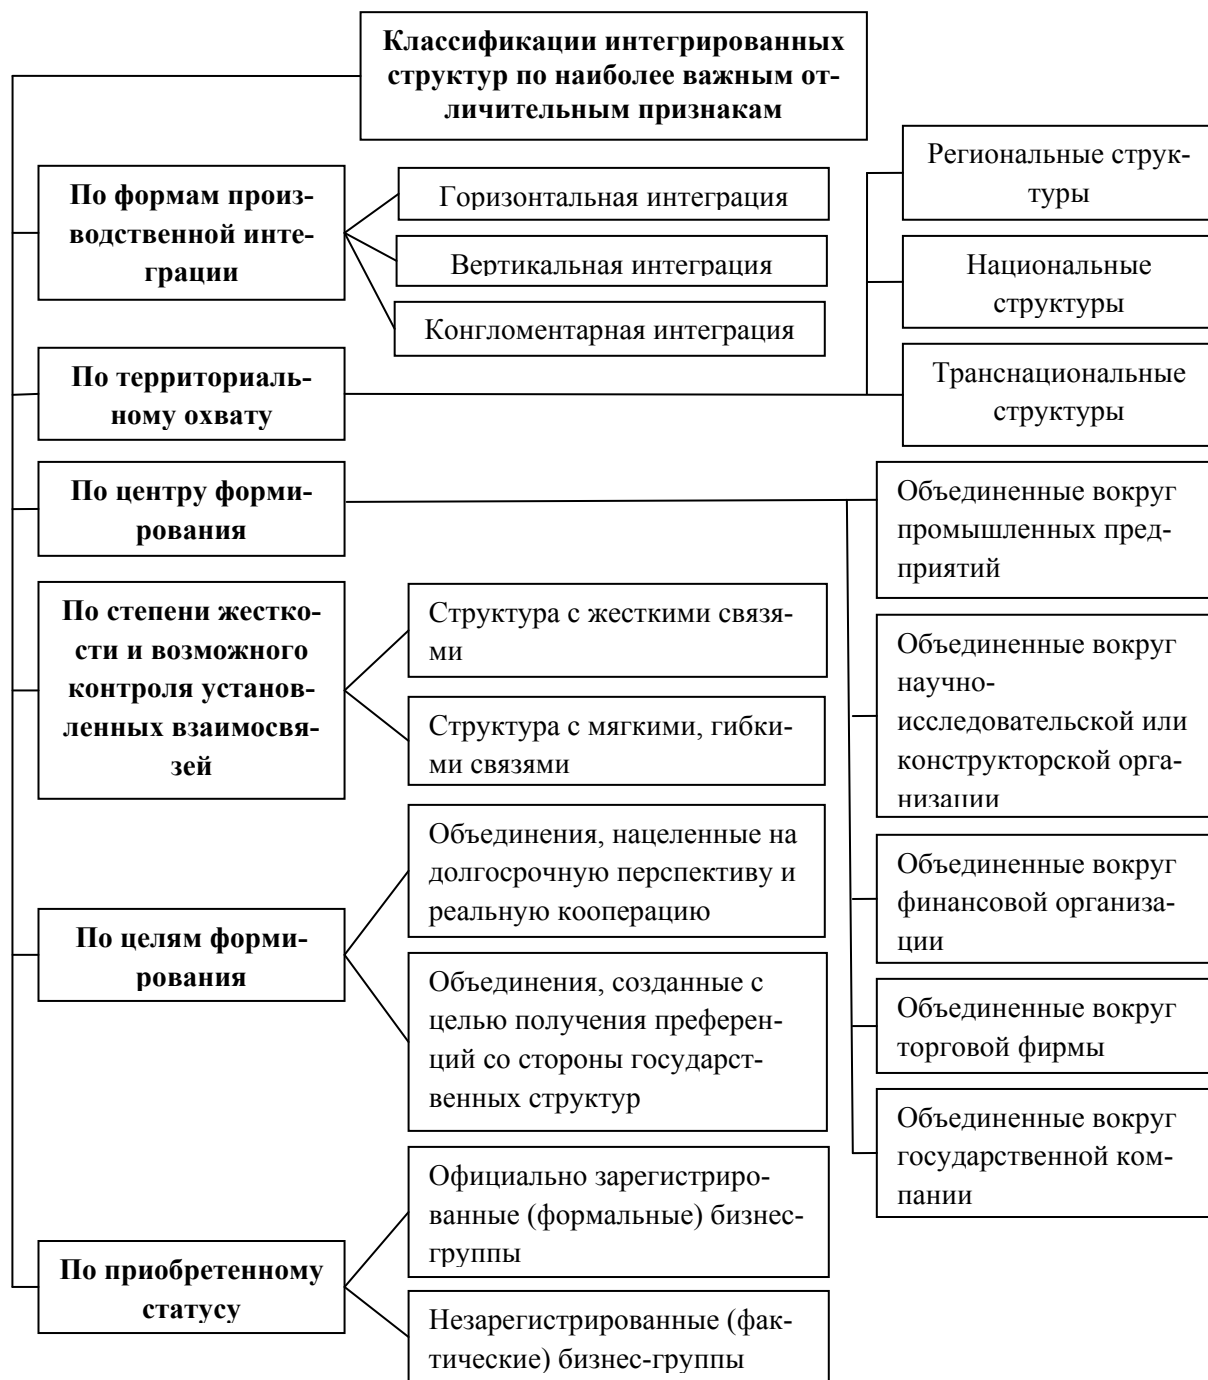 Классификации интегрированных
структур по наиболее важным от-
личительным признакам
По формам произ-
водственной инте-
грации
Горизонтальная интеграция
Вертикальная интеграция
Конгломентарная интеграция
По территориаль-
ному охвату
Региональные струк-
туры
Национальные
структуры
Транснациональные
структуры
По центру форми-
рования
Объединенные вокруг
промышленных пред-
приятий
Объединенные вокруг
научно-
исследовательской или
конструкторской орга-
низации
Объединенные вокруг
финансовой организа-
ции
Объединенные вокруг
торговой фирмы
Объединенные вокруг
государственной ком-
пании
По степени жестко-
сти и возможного
контроля установ-
ленных взаимосвя-
зей
Структура с жесткими связя-
ми
Структура с мягкими, гибки-
ми связями
По целям форми-
рования
Объединения, нацеленные на
долгосрочную перспективу и
реальную кооперацию
Объединения, созданные с
целью получения преферен-
ций со стороны государст-
венных структур
По приобретенному
статусу
Официально зарегистриро-
ванные (формальные) бизнес-
группы
Незарегистрированные (фак-
тические) бизнес-группы